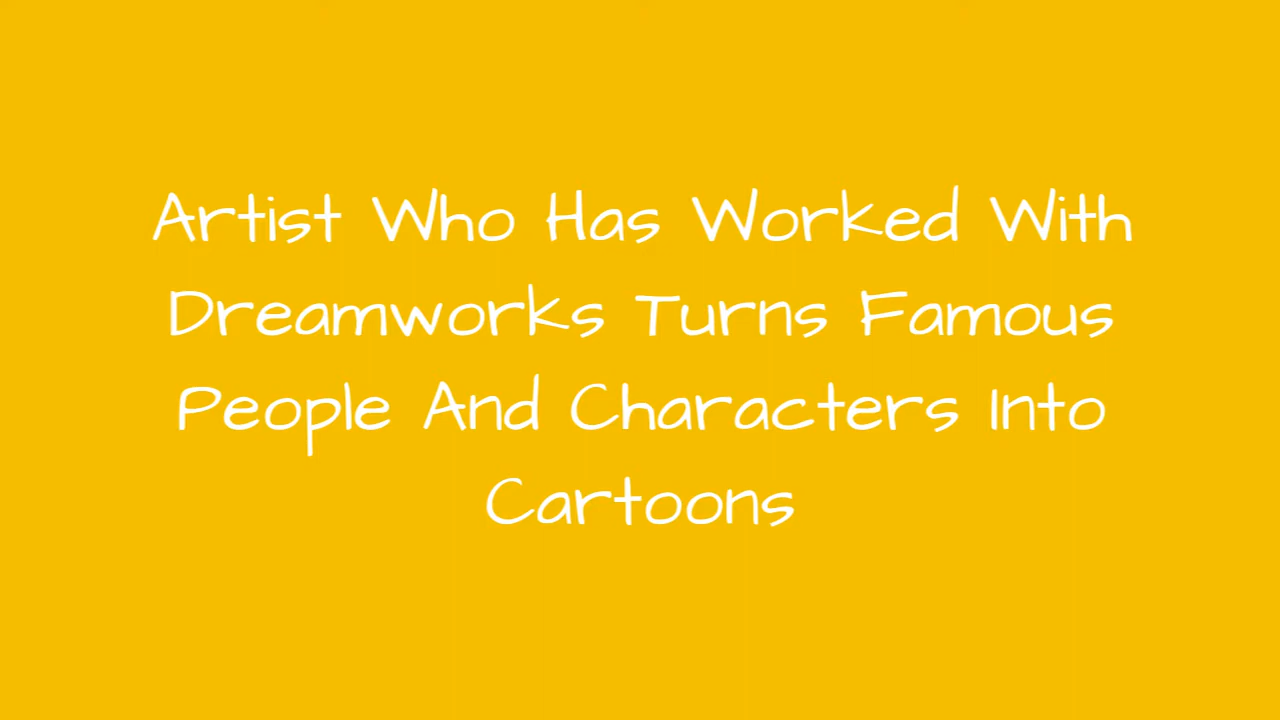 Artist Who Has Worked With
Dreamworks Turns Famous
People And Characters Into
Cartoons